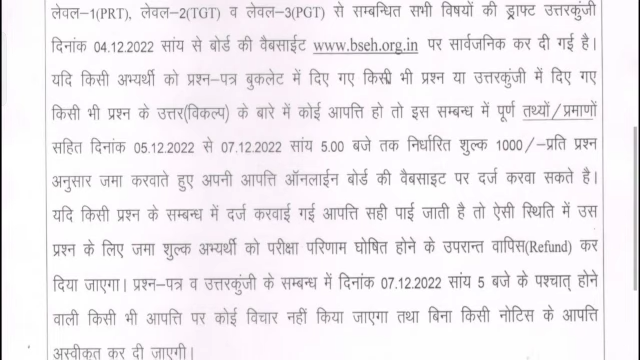 लेवल-1(PRT), लेवल-2(TGT) व लेवल-3(PGT) से सम्बन्धित सभी विषयों की ड्राफ्ट उत्तरकुंजी
दिनांक 04.12.2022 सांय से बोर्ड की वैबसाईट www.bseh.org.in पर सार्वजनिक कर दी गई है।
यदि किसी अभ्यर्थी को प्रश्न-पत्र बुकलेट में दिए गए किसी भी प्रश्न या उत्तरकुंजी में दिए गए
किसी भी प्रश्न के उत्तर(विकल्प) के बारे में कोई आपत्ति हो तो इस सम्बन्ध में पूर्ण तथ्यों/प्रमाणों
सहित दिनांक 05.12.2022 से 07.12.2022 सांय 5.00 बजे तक निर्धारित शुल्क 1000/-प्रति प्रश्न
अनुसार जमा करवाते हुए अपनी आपत्ति ऑनलाईन बोर्ड की वैबसाइट पर दर्ज करवा सकते है।
यदि किसी प्रश्न के सम्बन्ध में दर्ज करवाई गई आपत्ति सही पाई जाती है तो ऐसी स्थिति में उस
प्रश्न के लिए जमा शुल्क अभ्यर्थी को परीक्षा परिणाम घोषित होने के उपरान्त वापिस(Refund) कर
दिया जाएगा। प्रश्न-पत्र व उत्तरकुंजी के सम्बन्ध में दिनांक 07.12.2022 सांय 5 बजे के पश्चात् होने
वाली किसी भी आपत्ति पर कोई विचार नहीं किया जाएगा तथा बिना किसी नोटिस के आपत्ति
अस्वीकृत कर दी जाएगी।